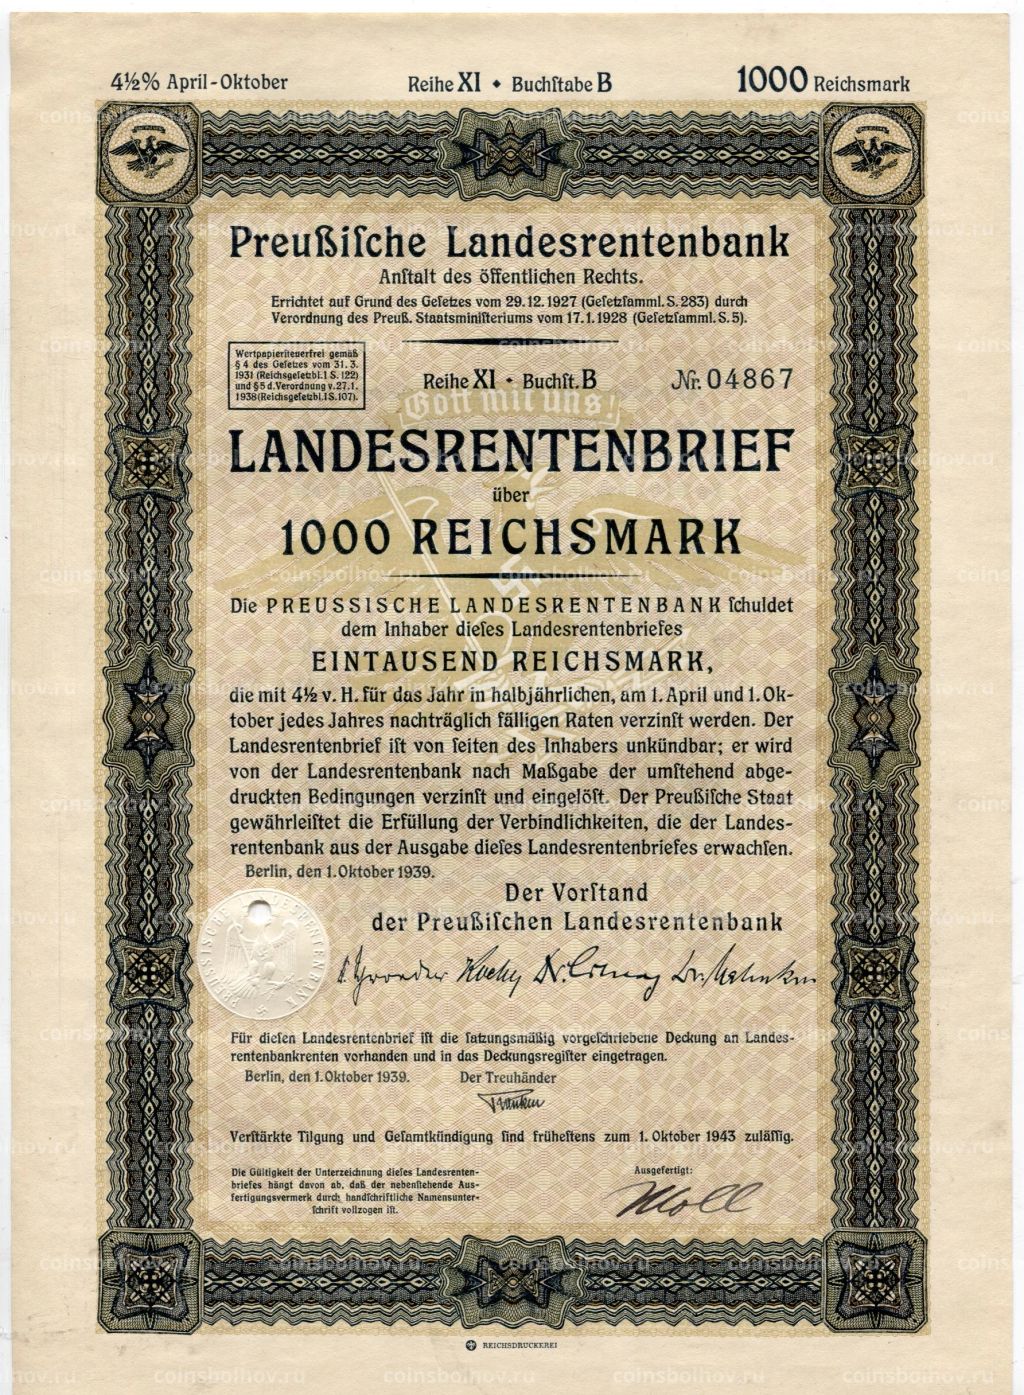 4½% April-Oktober
Reihe XI • Buchſtabe B
1000 Reichsmark
Preußiſche Landesrentenbank
Anſtalt des öffentlichen Rechts.
Errichtet auf Grund des Geſetzes vom 29.12.1927 (Geſetzſamml. S. 283) durch
Verordnung des Preuß. Staatsminiſteriums vom 17.1.1928 (Geſetzſamml. S. 5).
Wertpapierſteuerfrei gemäß
§ 4 des Geſetzes vom 31. 3.
1931 (Reichsgeſetzbl. I S. 122)
und § 5 d. Verordnung v. 27.1.
1938 (Reichsgeſetzbl. I S. 107).
Reihe XI • Buchſt. B
Nr. 04867
Gott mit uns!
LANDESRENTENBRIEF
über
1000 REICHSMARK
Die PREUSSISCHE LANDESRENTENBANK ſchuldet
dem Inhaber dieſes Landesrentenbriefes
EINTAUSEND REICHSMARK,
die mit 4½ v. H. für das Jahr in halbjährlichen, am 1. April und 1. Ok-
tober jedes Jahres nachträglich fälligen Raten verzinſt werden. Der
Landesrentenbrief iſt von ſeiten des Inhabers unkündbar; er wird
von der Landesrentenbank nach Maßgabe der umſtehend abge-
druckten Bedingungen verzinſt und eingelöſt. Der Preußiſche Staat
gewährleiſtet die Erfüllung der Verbindlichkeiten, die der Landes-
rentenbank aus der Ausgabe dieſes Landesrentenbriefes erwachſen.
Berlin, den 1. Oktober 1939.
Der Vorſtand
der Preußiſchen Landesrentenbank
PREUSSISCHE LANDESRENTENBANK
Für dieſen Landesrentenbrief iſt die ſatzungsmäßig vorgeſchriebene Deckung an Landes-
rentenbankrenten vorhanden und in das Deckungsregiſter eingetragen.
Berlin, den 1. Oktober 1939.
Der Treuhänder
Verſtärkte Tilgung und Geſamtkündigung ſind früheſtens zum 1. Oktober 1943 zuläſſig.
Die Gültigkeit der Unterzeichnung dieſes Landesrenten-
briefes hängt davon ab, daß der nebenſtehende Aus-
fertigungsvermerk durch handſchriftliche Namensunter-
ſchrift vollzogen iſt.
Ausgefertigt:
Moll
REICHSDRUCKEREI
coinsbolhov.ru